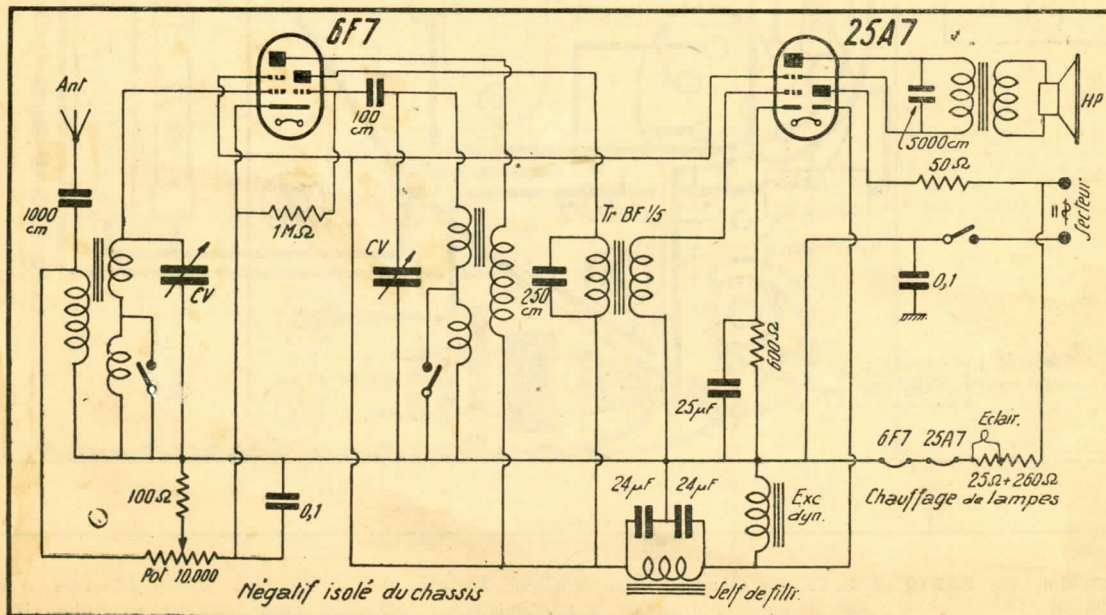 6F7
25A7
Ant
100
cm
5000cm
HP
50Ω
1000
cm
1MΩ
Tr BF 1/5
Secteur
CV
CV
250
cm
0,1
600Ω
25µF
Eclair.
6F7 25A7
24µF 24µF
25Ω+260Ω
100Ω
0,1
Exc
dyn.
Chauffage de lampes
Pot 10.000
Négatif isolé du chassis
Self de filtr.